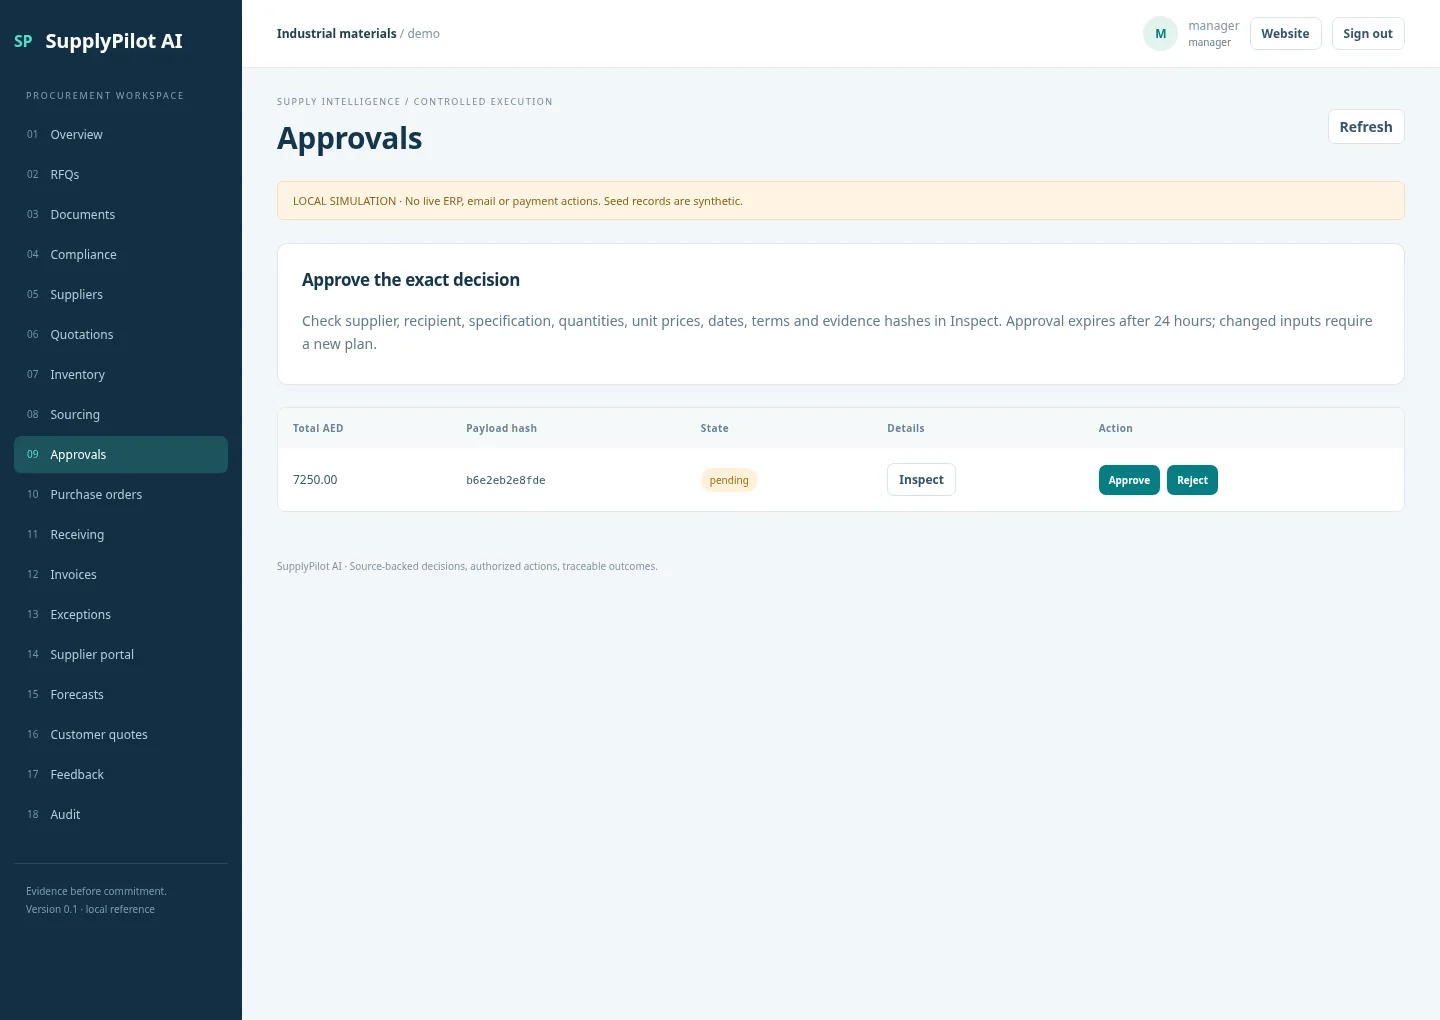 SP SupplyPilot AI
PROCUREMENT WORKSPACE
01 Overview
02 RFQs
03 Documents
04 Compliance
05 Suppliers
06 Quotations
07 Inventory
08 Sourcing
09 Approvals
10 Purchase orders
11 Receiving
12 Invoices
13 Exceptions
14 Supplier portal
15 Forecasts
16 Customer quotes
17 Feedback
18 Audit
Evidence before commitment.
Version 0.1 · local reference
Industrial materials / demo
M
manager
manager
Website
Sign out
SUPPLY INTELLIGENCE / CONTROLLED EXECUTION
Approvals
Refresh
LOCAL SIMULATION · No live ERP, email or payment actions. Seed records are synthetic.
Approve the exact decision
Check supplier, recipient, specification, quantities, unit prices, dates, terms and evidence hashes in Inspect. Approval expires after 24 hours; changed inputs require
a new plan.
Total AED Payload hash State Details Action
7250.00 b6e2eb2e8fde pending Inspect Approve Reject
SupplyPilot AI · Source-backed decisions, authorized actions, traceable outcomes.